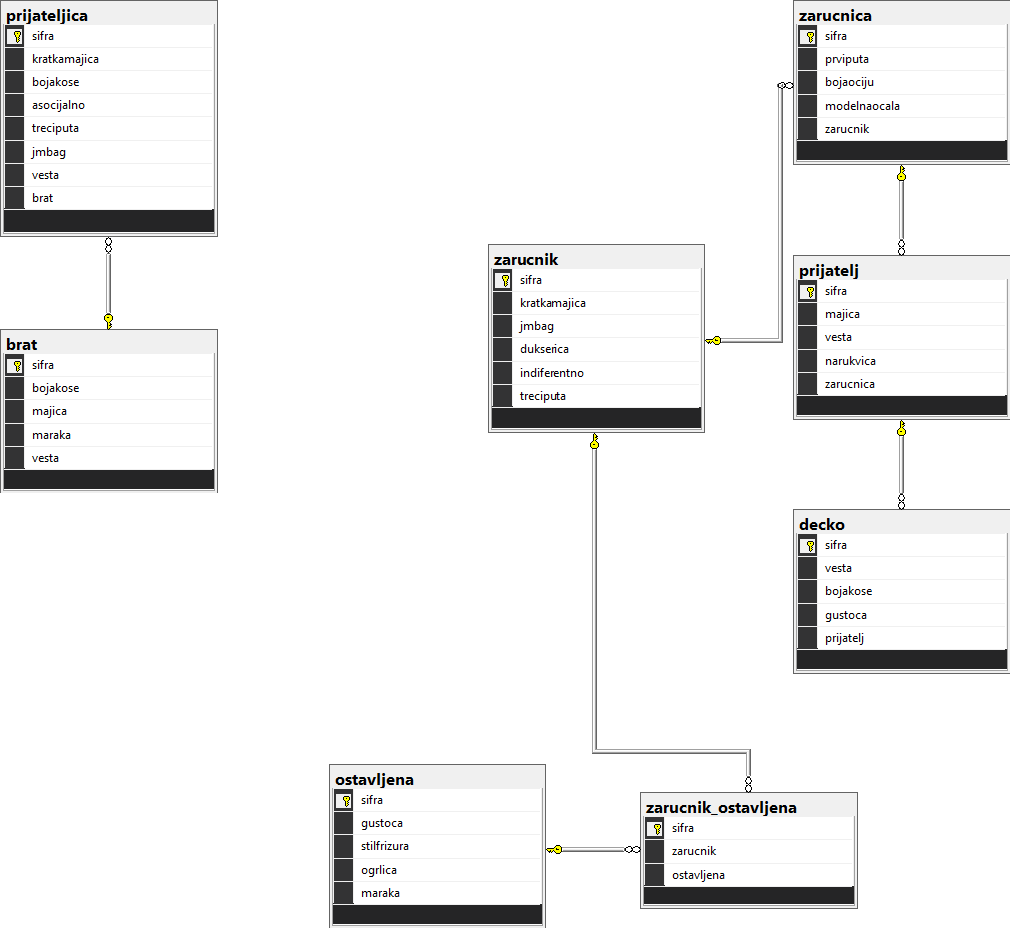 prijateljica
sifra
kratkamajica
bojakose
asocijalno
treciputa
jmbag
vesta
brat
brat
sifra
bojakose
majica
maraka
vesta
zarucnik
sifra
kratkamajica
jmbag
dukserica
indiferentno
treciputa
zarucnica
sifra
prviputa
bojaociju
modelnaocala
zarucnik
prijatelj
sifra
majica
vesta
narukvica
zarucnica
decko
sifra
vesta
bojakose
gustoca
prijatelj
ostavljena
sifra
gustoca
stilfrizura
ogrlica
maraka
zarucnik_ostavljena
sifra
zarucnik
ostavljena